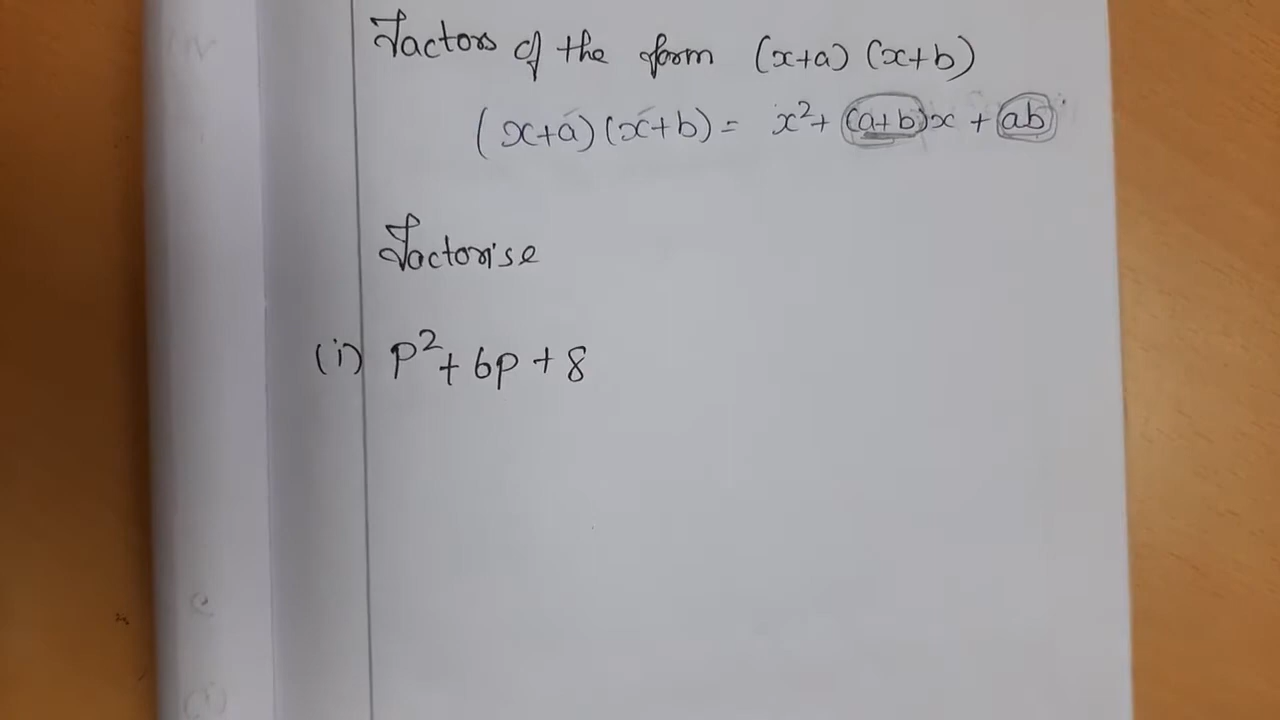 Factors of the form (x+a) (x+b)
(x+a)(x+b) = x²+ (a+b)x + ab
Factorise
(i) p²+ 6p + 8